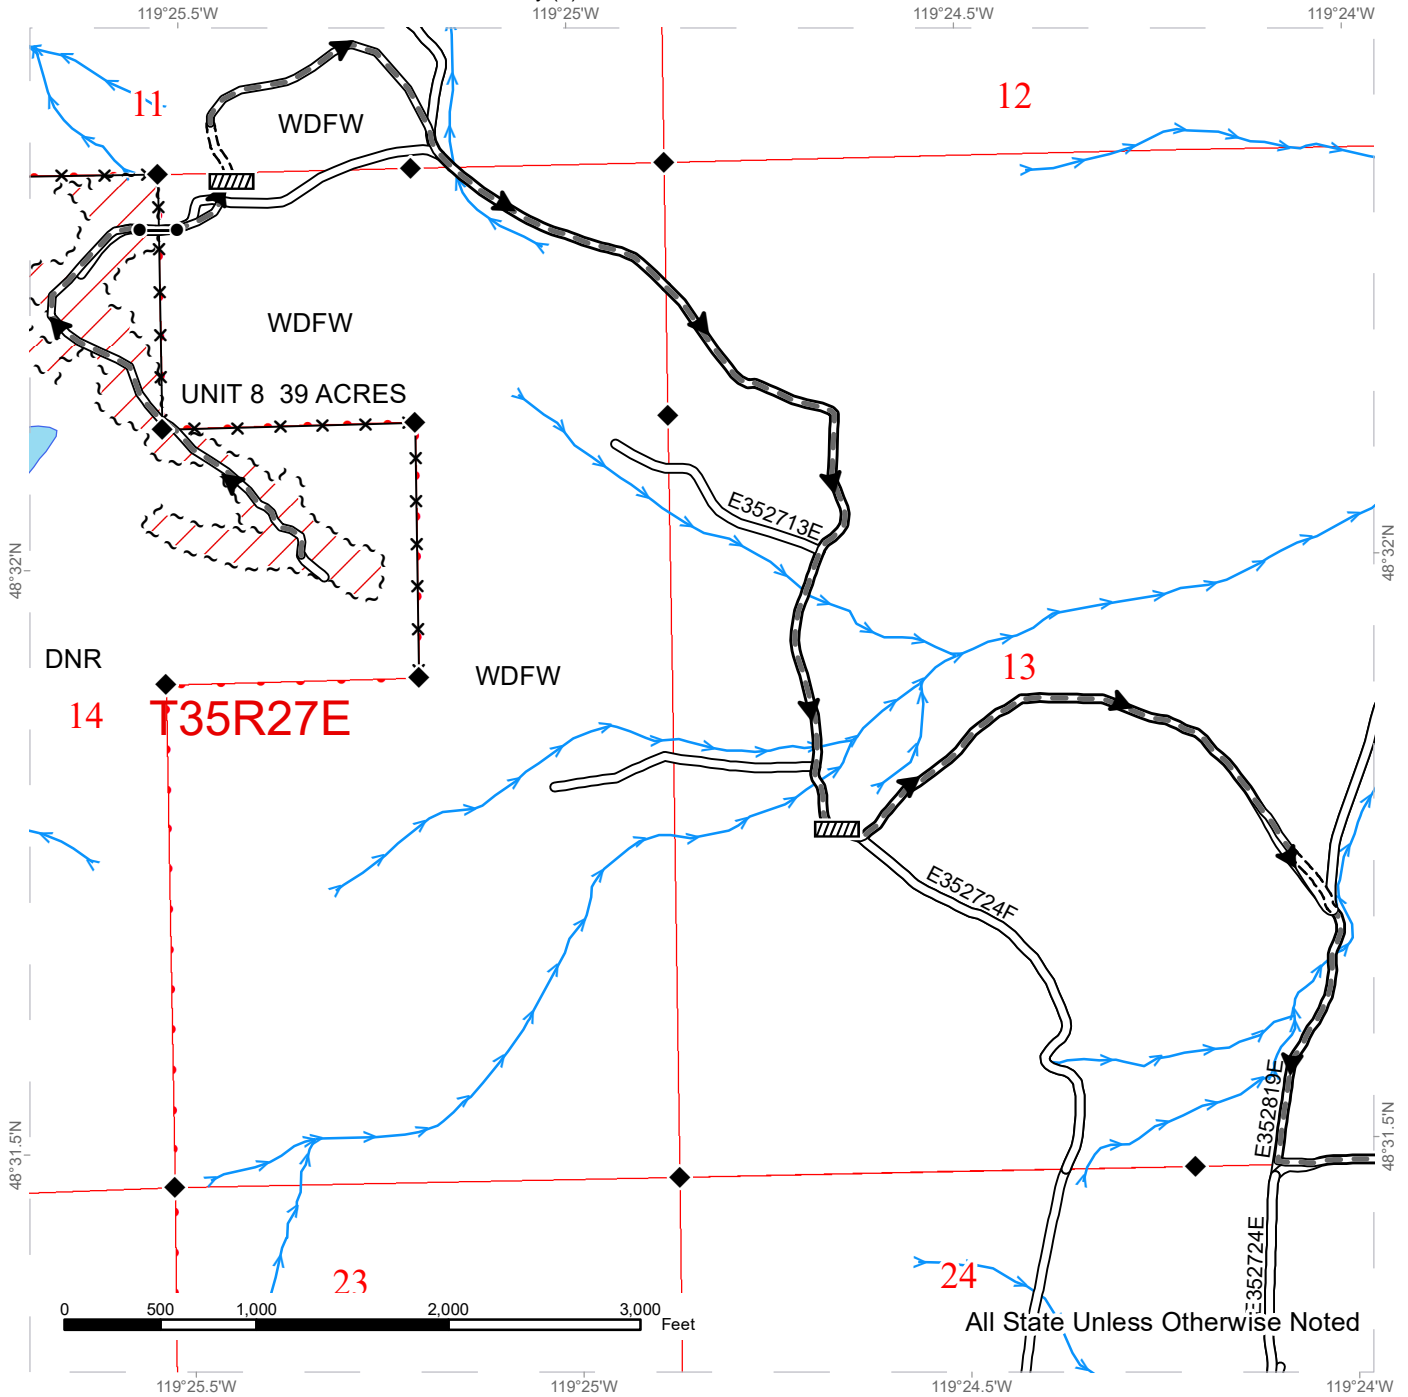 119°25.5'W
119°25'W
119°24.5'W
119°24'W
11
12
WDFW
WDFW
UNIT 8 39 ACRES
E352713E
48°32'N
48°32'N
DNR
WDFW
13
14
T35R27E
E352724F
E352819E
48°31.5'N
48°31.5'N
E352724E
23
24
0 500 1,000 2,000 3,000
Feet
All State Unless Otherwise Noted
119°25.5'W
119°25'W
119°24.5'W
119°24'W